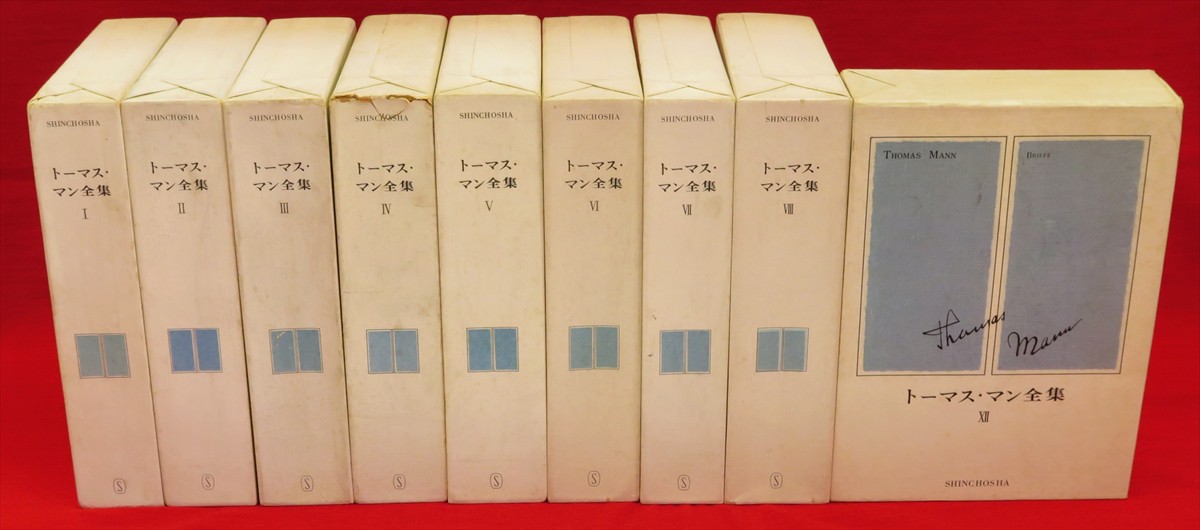 SHINCHOSHA
トーマス・
マン全集
I
S
SHINCHOSHA
トーマス・
マン全集
II
S
SHINCHOSHA
トーマス・
マン全集
III
S
SHINCHOSHA
トーマス・
マン全集
IV
S
SHINCHOSHA
トーマス・
マン全集
V
S
SHINCHOSHA
トーマス・
マン全集
VI
S
SHINCHOSHA
トーマス・
マン全集
VII
S
SHINCHOSHA
トーマス・
マン全集
VIII
S
THOMAS MANN
BRIEFE
Thomas
Mann
トーマス・マン全集
XII
SHINCHOSHA